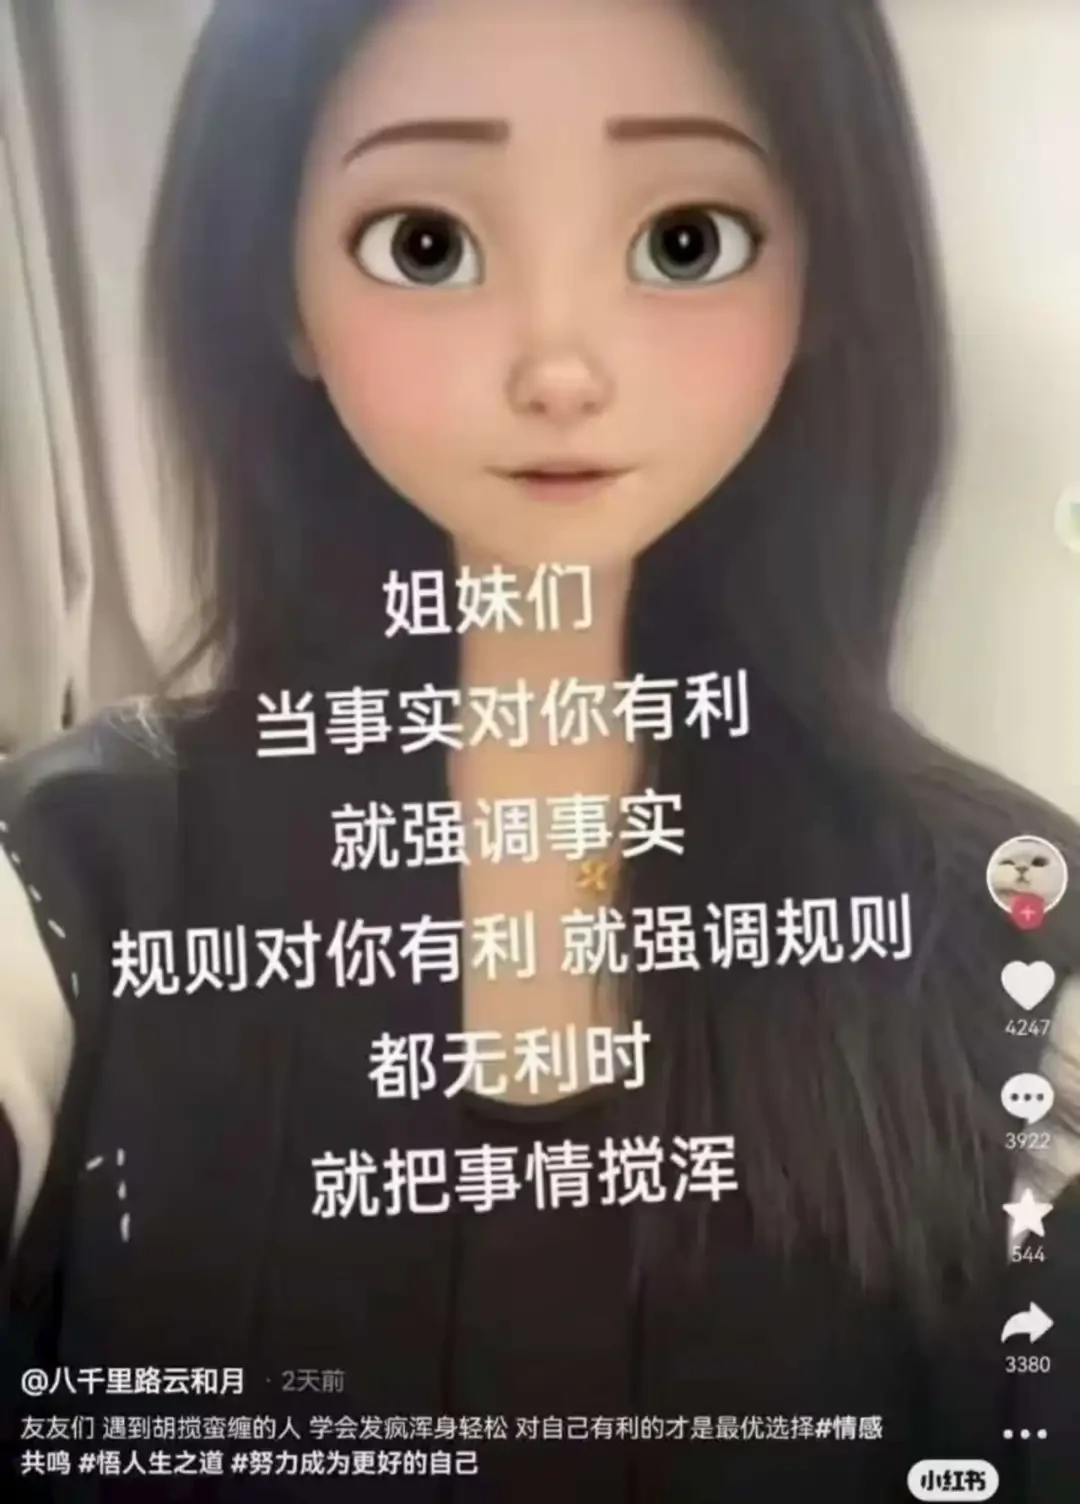 姐妹们
当事实对你有利
就强调事实
规则对你有利 就强调规则
都无利时
就把事情搅浑
4247
3922
544
3380
@八千里路云和月 · 2天前
友友们 遇到胡搅蛮缠的人 学会发疯浑身轻松 对自己有利的才是最优选择#情感
共鸣 #悟人生之道 #努力成为更好的自己
小红书